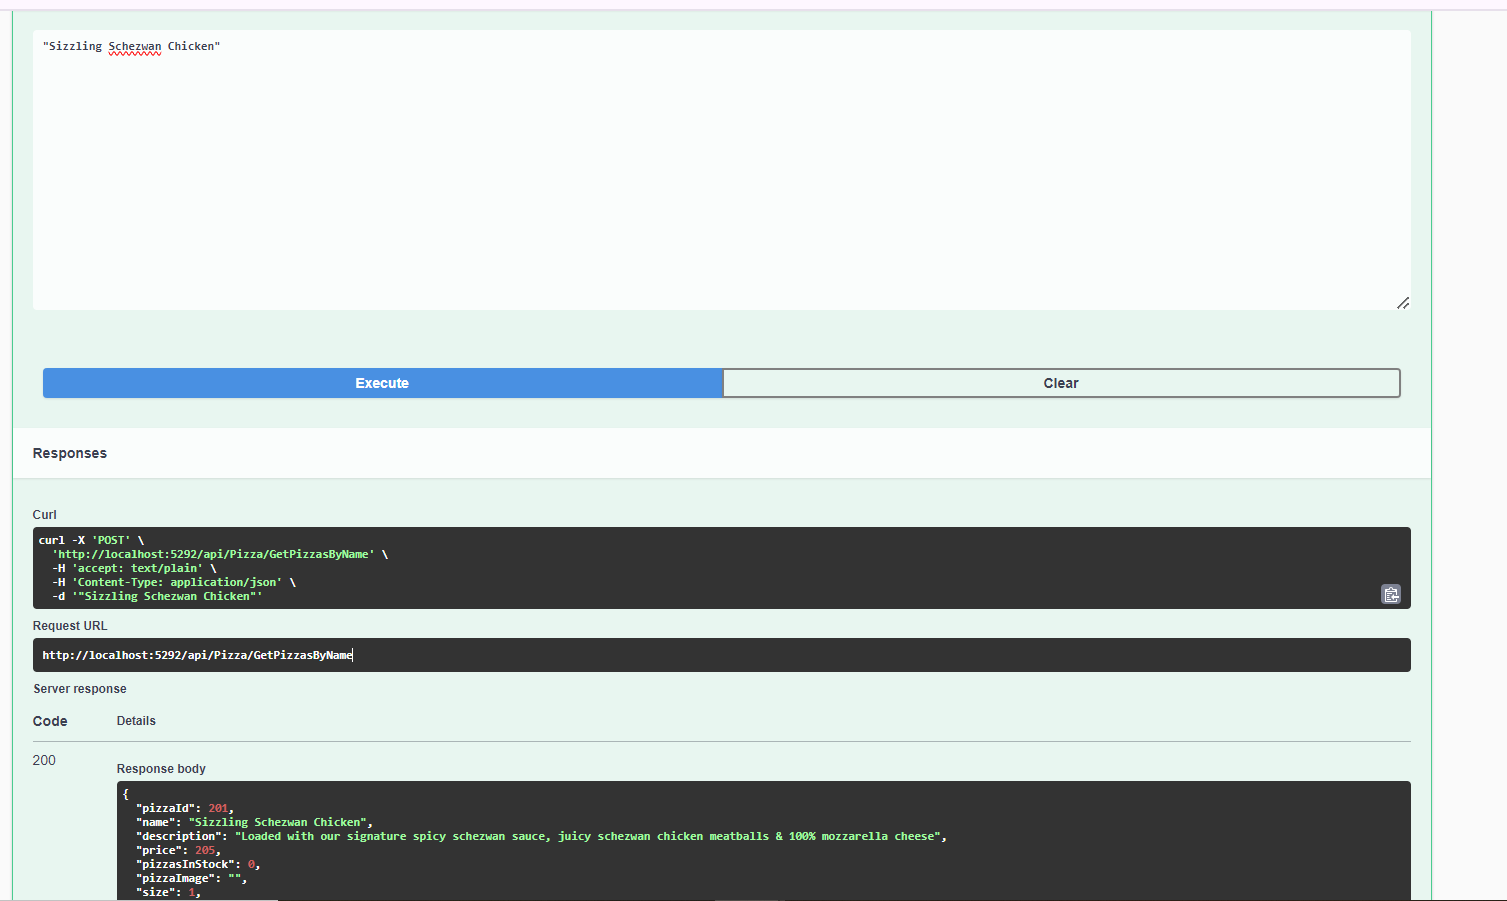 "Sizzling Schezwan Chicken"
Execute
Clear
Responses
Curl
curl -X 'POST' \
  'http://localhost:5292/api/Pizza/GetPizzasByName' \
  -H 'accept: text/plain' \
  -H 'Content-Type: application/json' \
  -d '"Sizzling Schezwan Chicken"'
Request URL
http://localhost:5292/api/Pizza/GetPizzasByName
Server response
Code Details
200
Response body
{
  "pizzaId": 201,
  "name": "Sizzling Schezwan Chicken",
  "description": "Loaded with our signature spicy schezwan sauce, juicy schezwan chicken meatballs & 100% mozzarella cheese",
  "price": 205,
  "pizzasInStock": 0,
  "pizzaImage": "",
  "size": 1,